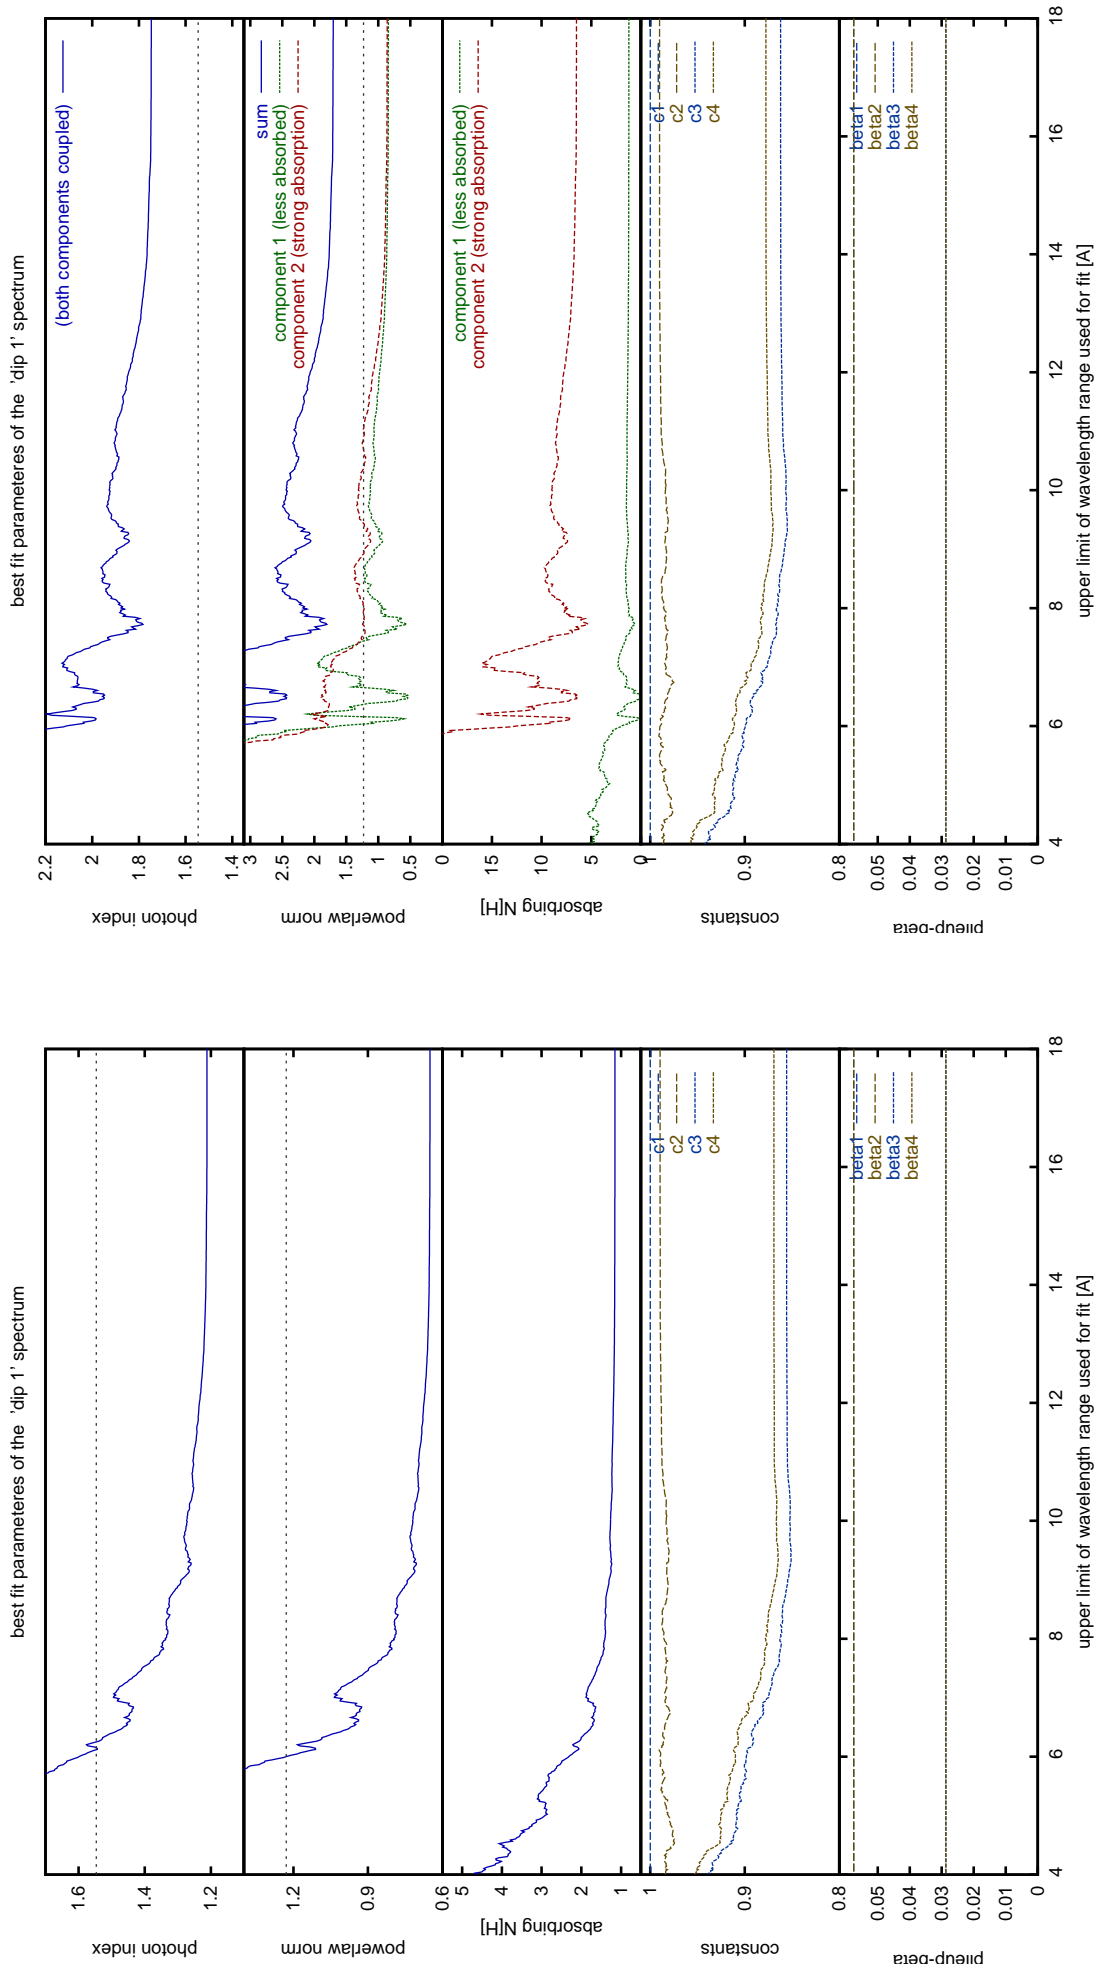 best fit parameteres of the 'dip 1' spectrum
photon index
1.6
1.4
1.2
powerlaw norm
1.2
0.9
0.6
absorbing N[H]
5
4
3
2
1
constants
1
0.9
0.8
c1
c2
c3
c4
pileup-beta
0.05
0.04
0.03
0.02
0.01
0
beta1
beta2
beta3
beta4
4 6 8 10 12 14 16 18
upper limit of wavelength range used for fit [A]
best fit parameteres of the 'dip 1' spectrum
photon index
2.2
2
1.8
1.6
1.4
(both components coupled)
powerlaw norm
3
2.5
2
1.5
1
0.5
0
sum
component 1 (less absorbed)
component 2 (strong absorption)
absorbing N[H]
15
10
5
0
component 1 (less absorbed)
component 2 (strong absorption)
constants
1
0.9
0.8
c1
c2
c3
c4
pileup-beta
0.05
0.04
0.03
0.02
0.01
0
beta1
beta2
beta3
beta4
4 6 8 10 12 14 16 18
upper limit of wavelength range used for fit [A]